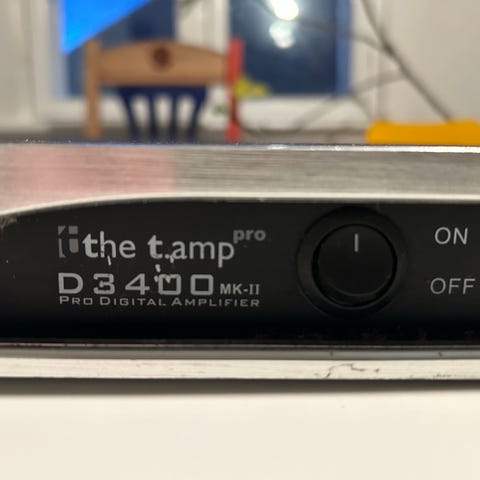 the t.amp pro
D3400 MK-II
PRO DIGITAL AMPLIFIER
ON
OFF